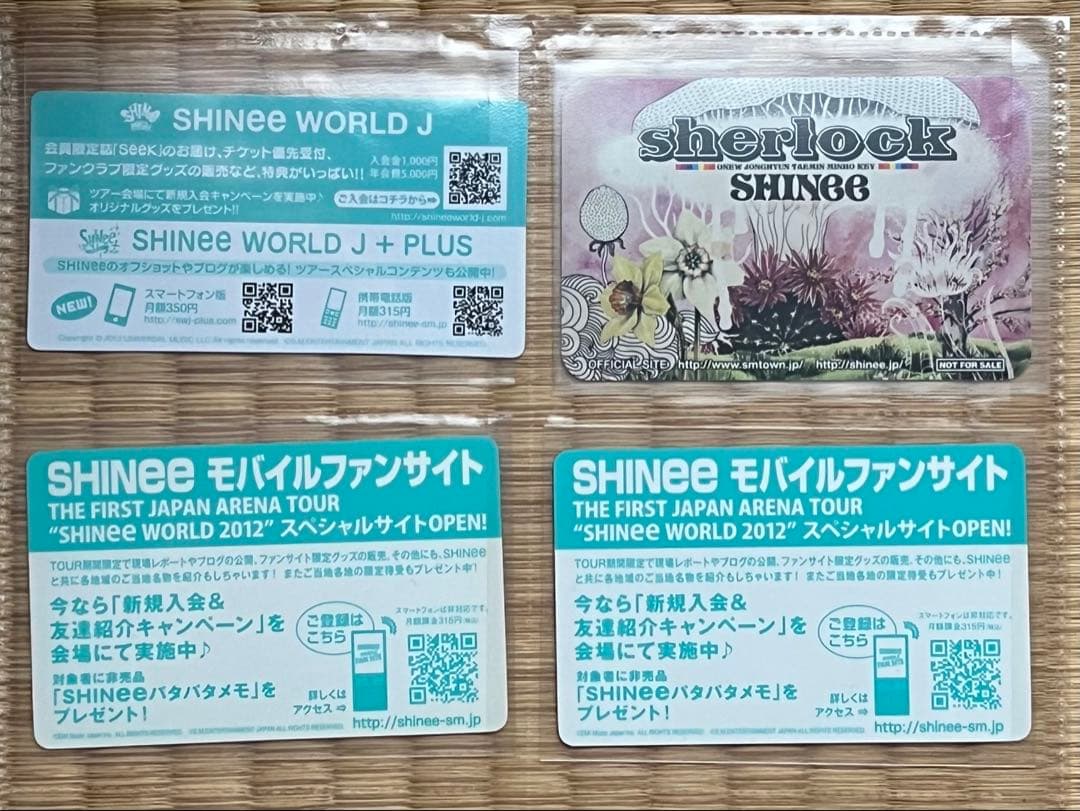 SHINee WORLD J
会員限定誌「Seek」のお届け、チケット優先受付、
ファンクラブ限定グッズの販売など、特典がいっぱい!!
入会金1,000円
年会費5,000円
ツアー会場にて新規入会キャンペーンを実施中♪
オリジナルグッズをプレゼント!!
ご入会はコチラから⇨
http://shineeworld-j.com
SHINee WORLD J + PLUS
SHINeeのオフショットやブログが楽しめる! ツアースペシャルコンテンツも公開中!
NEW!
スマートフォン版
月額350円
http://swj-plus.com
携帯電話版
月額315円
http://shinee-sm.jp
sherlock
ONEW JONGHYUN TAEMIN MINHO KEY
SHINee
OFFICIAL SITE http://www.smtown.jp/ http://shinee.jp/
NOT FOR SALE
SHINee モバイルファンサイト
THE FIRST JAPAN ARENA TOUR
"SHINee WORLD 2012" スペシャルサイトOPEN!
TOUR期間限定で現場レポートやブログの公開、ファンサイト限定グッズの販売。その他にも、SHINee
と共に各地域のご当地名物を紹介もしちゃいます! またご当地各地の限定待受もプレゼント中!
今なら「新規入会&
友達紹介キャンペーン」を
会場にて実施中♪
対象者に非売品
「SHINeeパタパタメモ」を
プレゼント!
ご登録は
こちら
スマートフォンは非対応です。
月額課金315円(税込)
詳しくは
アクセス⇒
http://shinee-sm.jp
SHINee モバイルファンサイト
THE FIRST JAPAN ARENA TOUR
"SHINee WORLD 2012" スペシャルサイトOPEN!
TOUR期間限定で現場レポートやブログの公開、ファンサイト限定グッズの販売。その他にも、SHINee
と共に各地域のご当地名物を紹介もしちゃいます! またご当地各地の限定待受もプレゼント中!
今なら「新規入会&
友達紹介キャンペーン」を
会場にて実施中♪
対象者に非売品
「SHINeeパタパタメモ」を
プレゼント!
ご登録は
こちら
スマートフォンは非対応です。
月額課金315円(税込)
詳しくは
アクセス⇒
http://shinee-sm.jp